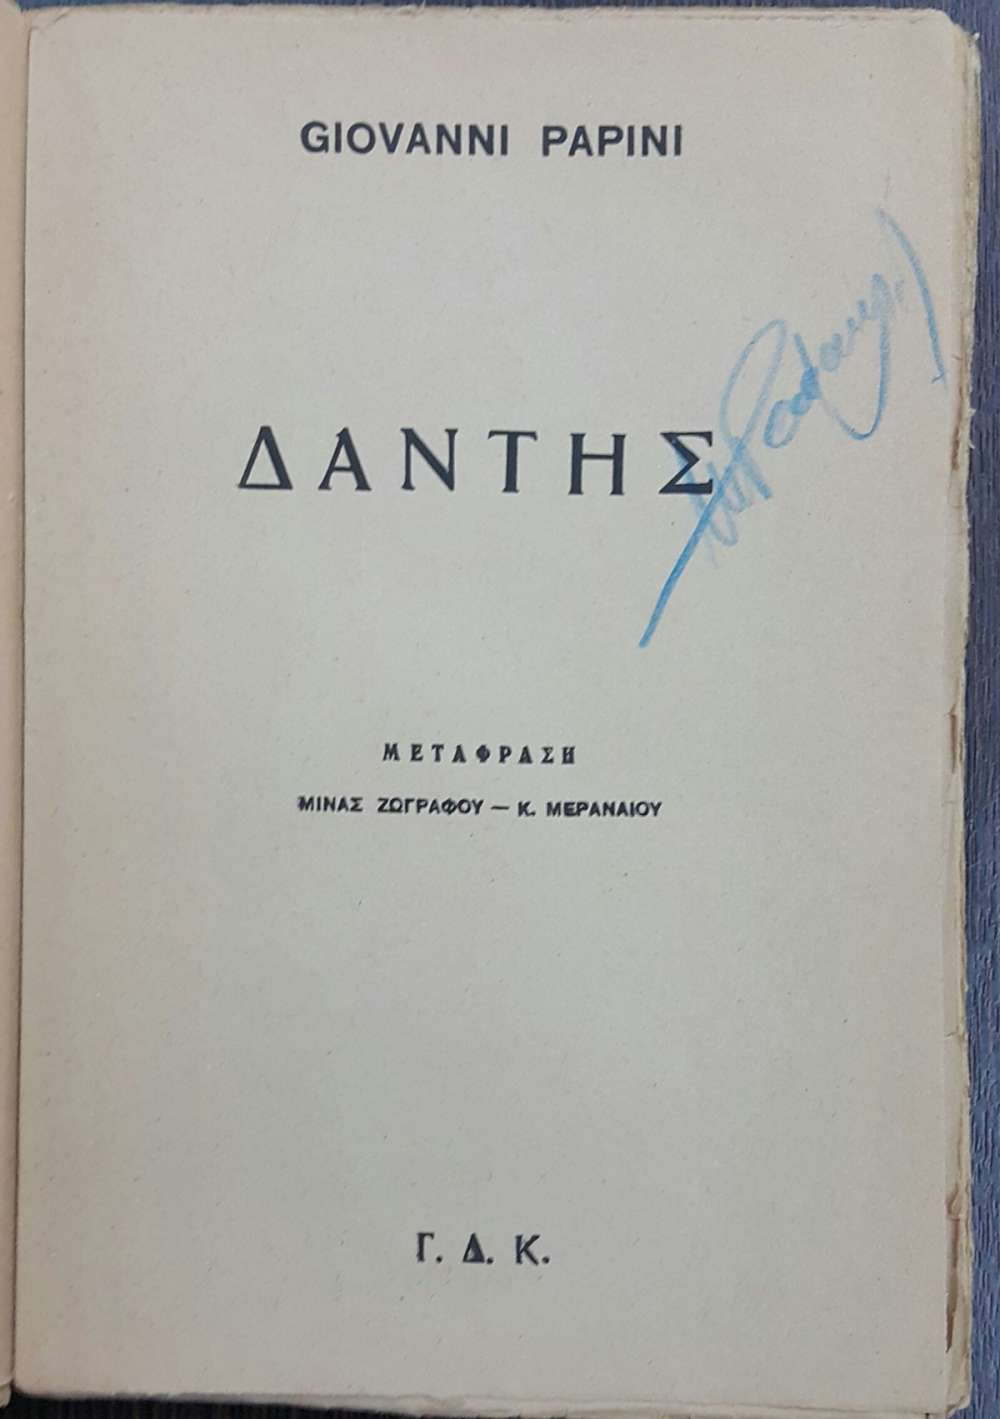 GIOVANNI PAPINI
ΔΑΝΤΗΣ
ΜΕΤΑΦΡΑΣΗ
ΜΙΝΑΣ ΖΩΓΡΑΦΟΥ — Κ. ΜΕΡΑΝΑΙΟΥ
Γ. Δ. Κ.